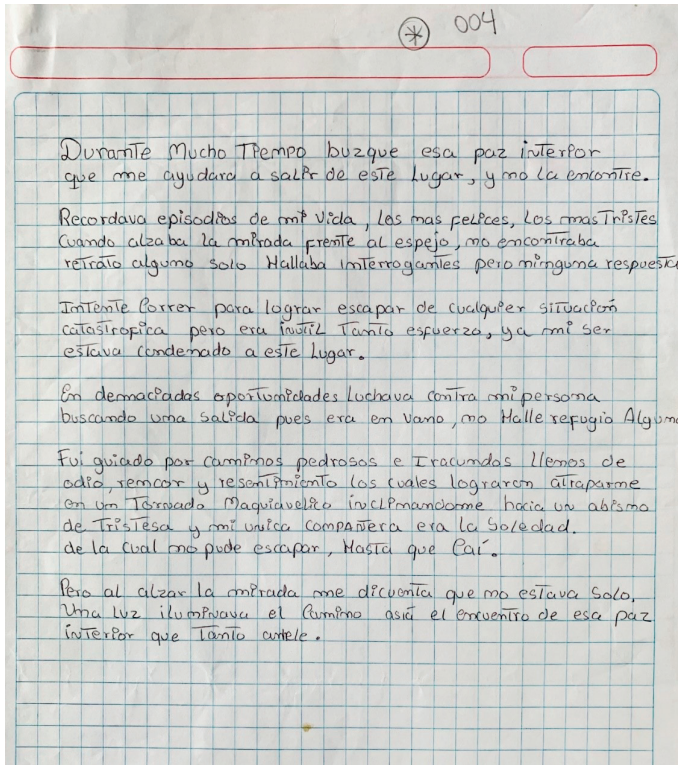 004
Durante Mucho Tiempo buzque esa paz interior
que me ayudara a salir de este Lugar, y no la encontre.
Recordava episodios de mi vida, los mas felices, Los mas Tristes
Cuando alzaba la mirada frente al espejo, no encontraba
retrato alguno solo Hallaba interrogantes pero ninguna respuesta
Intente Correr para lograr escapar de cualquier situación
catastrofica pero era inutil Tanto esfuerzo, ya mi ser
estava condenado a este Lugar.
En demaciadas oportunidades Luchava contra mi persona
buscando una salida pues era en vano, no Halle refugio Alguno
Fui guiado por caminos pedrosos e Iracundos llenos de
odio, rencor y resentimiento los cuales lograron atraparme
en un Tornado Maquiavelico inclinandome hacia un abismo
de Tristesa y mi unica compañera era la Soledad.
de la cual no pude escapar, Hasta que Caí.
Pero al alzar la mirada me dicuenta que no estava Solo,
Una luz iluminava el Camino asia el encuentro de esa paz
interior que Tanto anhele.